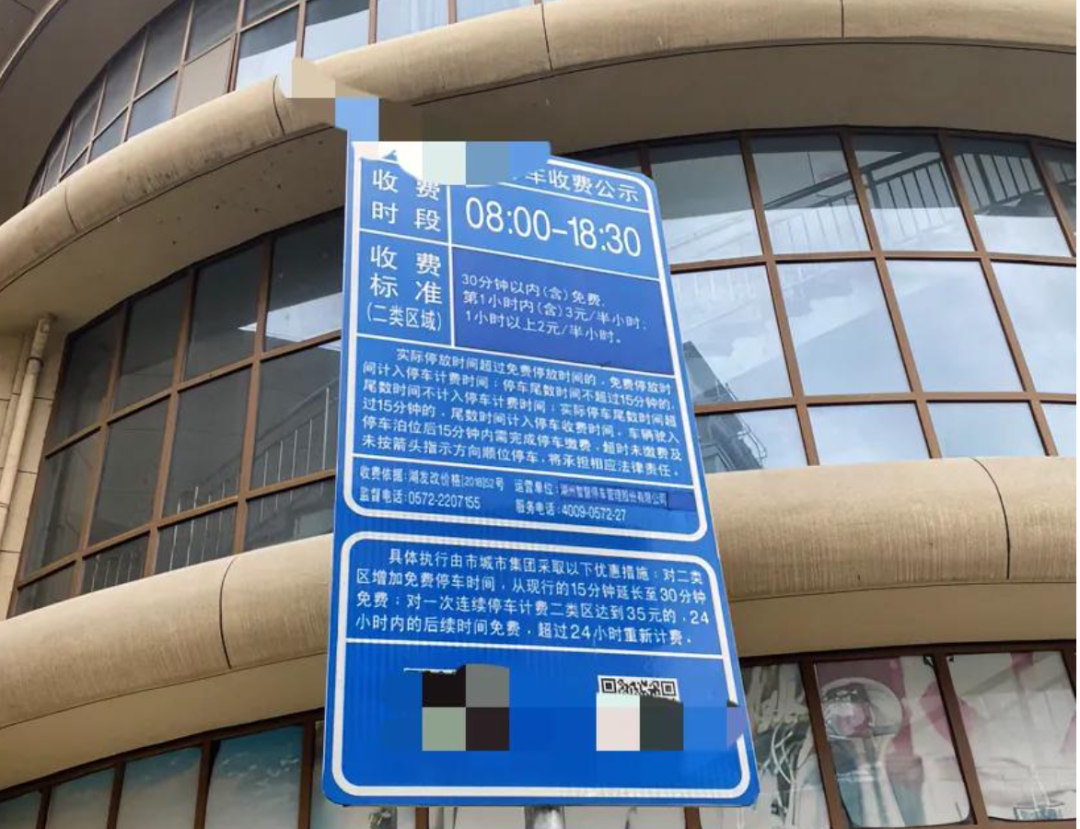 车收费公示
收费
时段
08:00-18:30
收费
标准
(二类区域)
30分钟以内(含)免费,
第1小时内(含)3元/半小时;
1小时以上2元/半小时。
实际停放时间超过免费停放时间的,免费停放时
间计入停车计费时间;停车尾数时间不超过15分钟的,
尾数时间不计入停车计费时间;实际停车尾数时间超
过15分钟的,尾数时间计入停车收费时间。车辆驶入
停车泊位后15分钟内需完成停车缴费,超时未缴费及
未按箭头指示方向顺位停车,将承担相应法律责任。
收费依据:湖发改价格[2018]52号 运营单位:湖州智慧停车管理股份有限公司
监督电话:0572-2207155 服务电话:4009-0572-27
具体执行由市城市集团采取以下优惠措施:对二类
区增加免费停车时间,从现行的15分钟延长至30分钟
免费;对一次连续停车计费二类区达到35元的,24
小时内的后续时间免费,超过24小时重新计费。